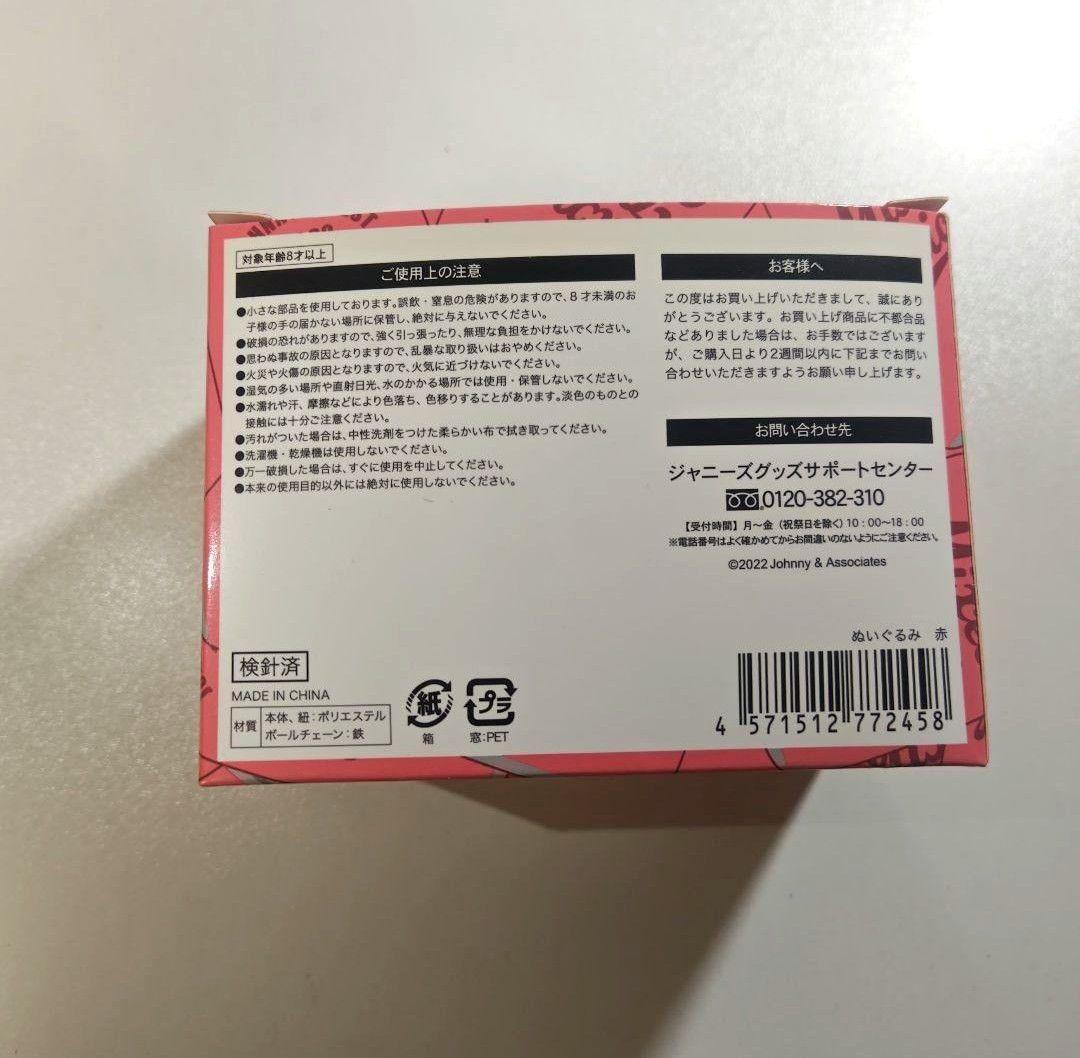 対象年齢8才以上
ご使用上の注意
●小さな部品を使用しております。誤飲・窒息の危険がありますので、8才未満のお
子様の手の届かない場所に保管し、絶対に与えないでください。
●破損の恐れがありますので、強く引っ張ったり、無理な負担をかけないでください。
●思わぬ事故の原因となりますので、乱暴な取り扱いはおやめください。
●火災や火傷の原因となりますので、火気に近づけないでください。
●湿気の多い場所や直射日光、水のかかる場所では使用・保管しないでください。
●水濡れや汗、摩擦などにより色落ち、色移りすることがあります。淡色のものとの
接触には十分ご注意ください。
●汚れがついた場合は、中性洗剤をつけた柔らかい布で拭き取ってください。
●洗濯機・乾燥機は使用しないでください。
●万一破損した場合は、すぐに使用を中止してください。
●本来の使用目的以外には絶対に使用しないでください。
お客様へ
この度はお買い上げいただきまして、誠にあり
がとうございます。お買い上げ商品に不都合品
などありました場合は、お手数ではございます
が、ご購入日より2週間以内に下記までお問い
合わせいただきますようお願い申し上げます。
お問い合わせ先
ジャニーズグッズサポートセンター
0120-382-310
【受付時間】月〜金（祝祭日を除く）10：00〜18：00
※電話番号はよく確かめてからお間違いのないようにご注意ください。
©2022 Johnny & Associates
検針済
MADE IN CHINA
材質
本体、紐：ポリエステル
ボールチェーン：鉄
紙
箱
プラ
窓：PET
ぬいぐるみ　赤
4 571512 772458